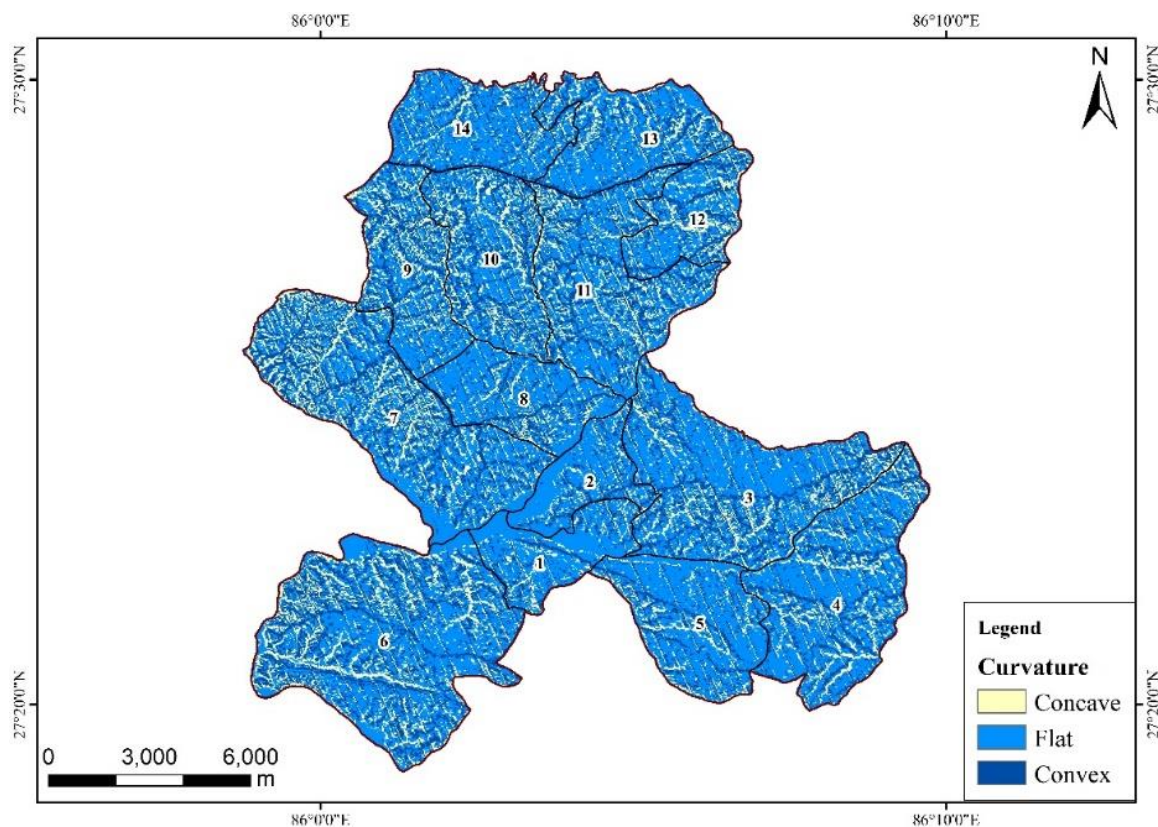 86°0'0"E 86°10'0"E
27°30'0"N 27°30'0"N
N
14
13
12
10
9
11
8
7
2
3
1
4
5
6
Legend
Curvature
Concave
Flat
Convex
27°20'0"N 27°20'0"N
0 3,000 6,000
m
86°0'0"E 86°10'0"E